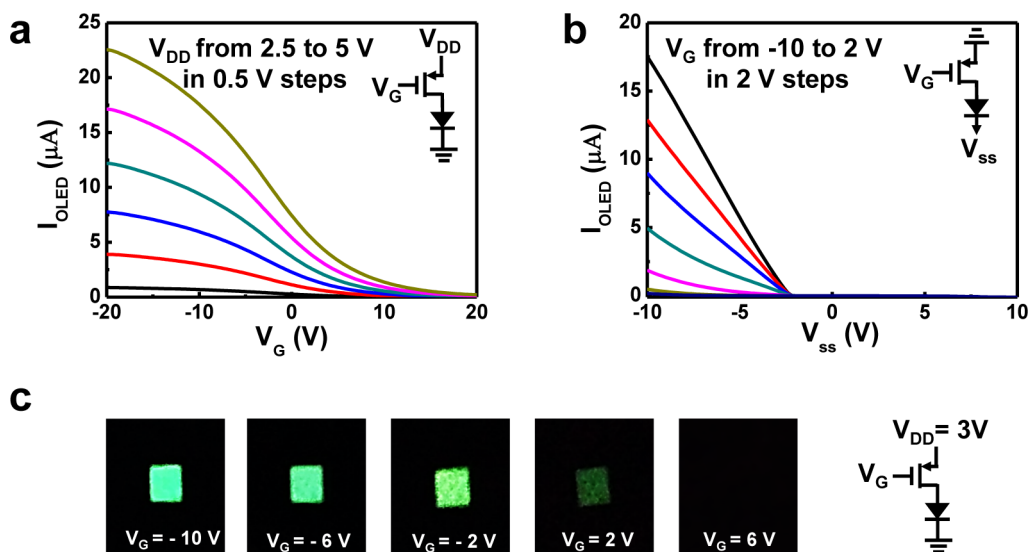 a
V_DD from 2.5 to 5 V
in 0.5 V steps
V_DD
V_G
I_OLED (μA)
25
20
15
10
5
0
-20
-10
0
10
20
V_G (V)
b
V_G from -10 to 2 V
in 2 V steps
V_G
V_ss
I_OLED (μA)
20
15
10
5
0
-10
-5
0
5
10
V_ss (V)
c
V_G = - 10 V
V_G = - 6 V
V_G = - 2 V
V_G = 2 V
V_G = 6 V
V_DD = 3V
V_G